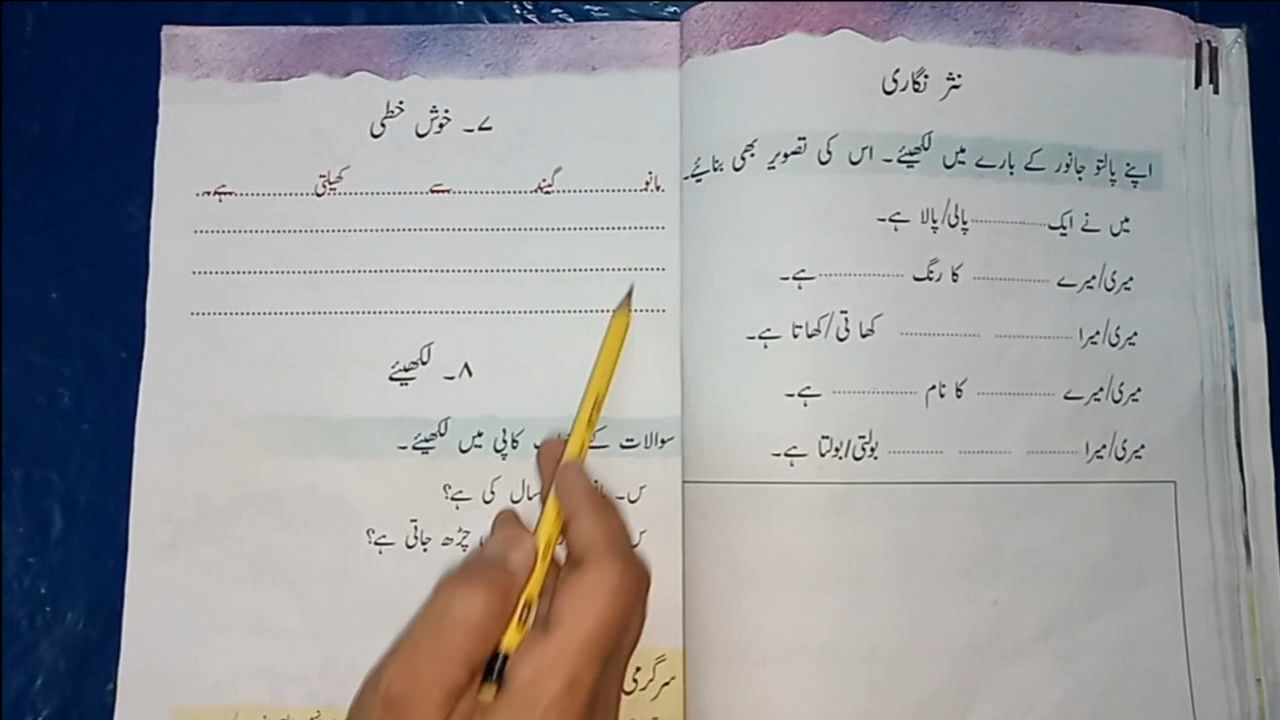 نثر نگاری
اپنے پالتو جانور کے بارے میں لکھیئے۔ اس کی تصویر بھی بنائیے۔
میں نے ایک .................. پالی/پالا ہے۔
میری/میرے .................. کا رنگ .................. ہے۔
میری/میرا .................. .................. کھاتی/کھاتا ہے۔
میری/میرے .................. کا نام .................. ہے۔
میری/میرا ............ ............ ............ بولتی/بولتا ہے۔
۷۔ خوش خطی
مانو گیند سے کھیلتی ہے۔
۸۔ لکھیئے
سوالات کے کاپی میں لکھیئے۔
س۔ سال کی ہے؟
س چڑھ جاتی ہے؟
سرگرمی